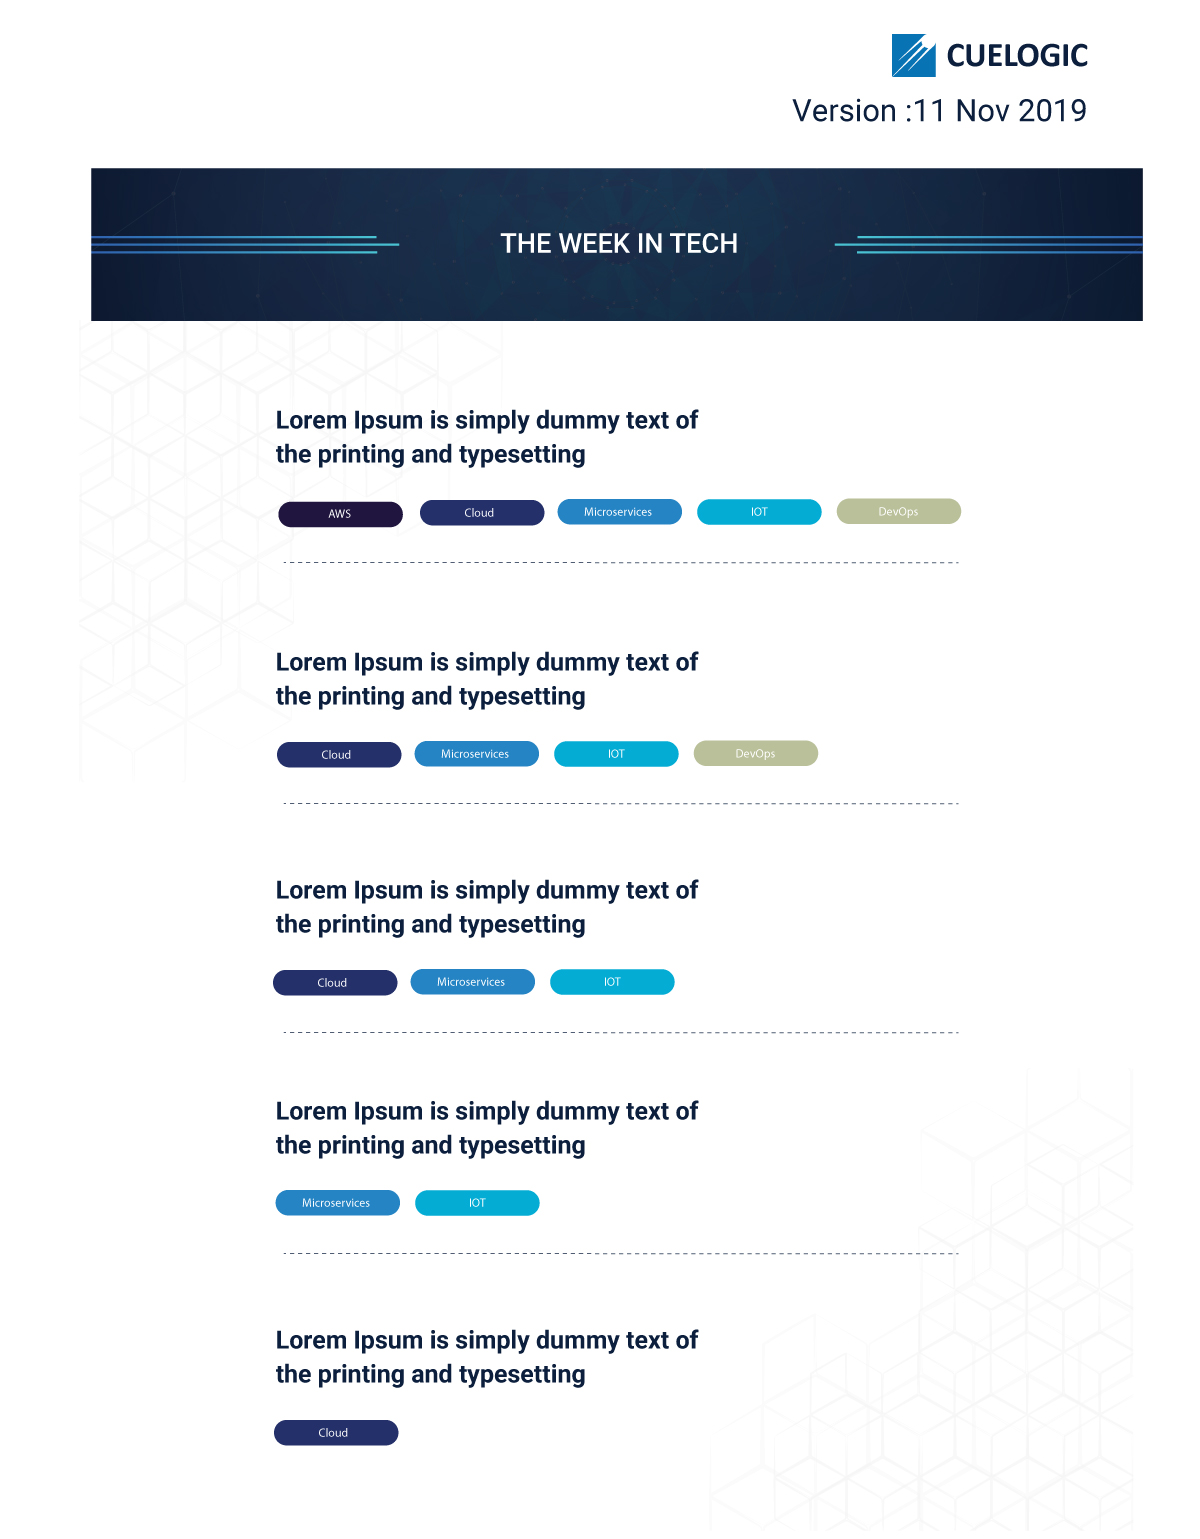 CUELOGIC
Version :11 Nov 2019
THE WEEK IN TECH
Lorem Ipsum is simply dummy text of
the printing and typesetting
AWS Cloud Microservices IOT DevOps
Lorem Ipsum is simply dummy text of
the printing and typesetting
Cloud Microservices IOT DevOps
Lorem Ipsum is simply dummy text of
the printing and typesetting
Cloud Microservices IOT
Lorem Ipsum is simply dummy text of
the printing and typesetting
Microservices IOT
Lorem Ipsum is simply dummy text of
the printing and typesetting
Cloud